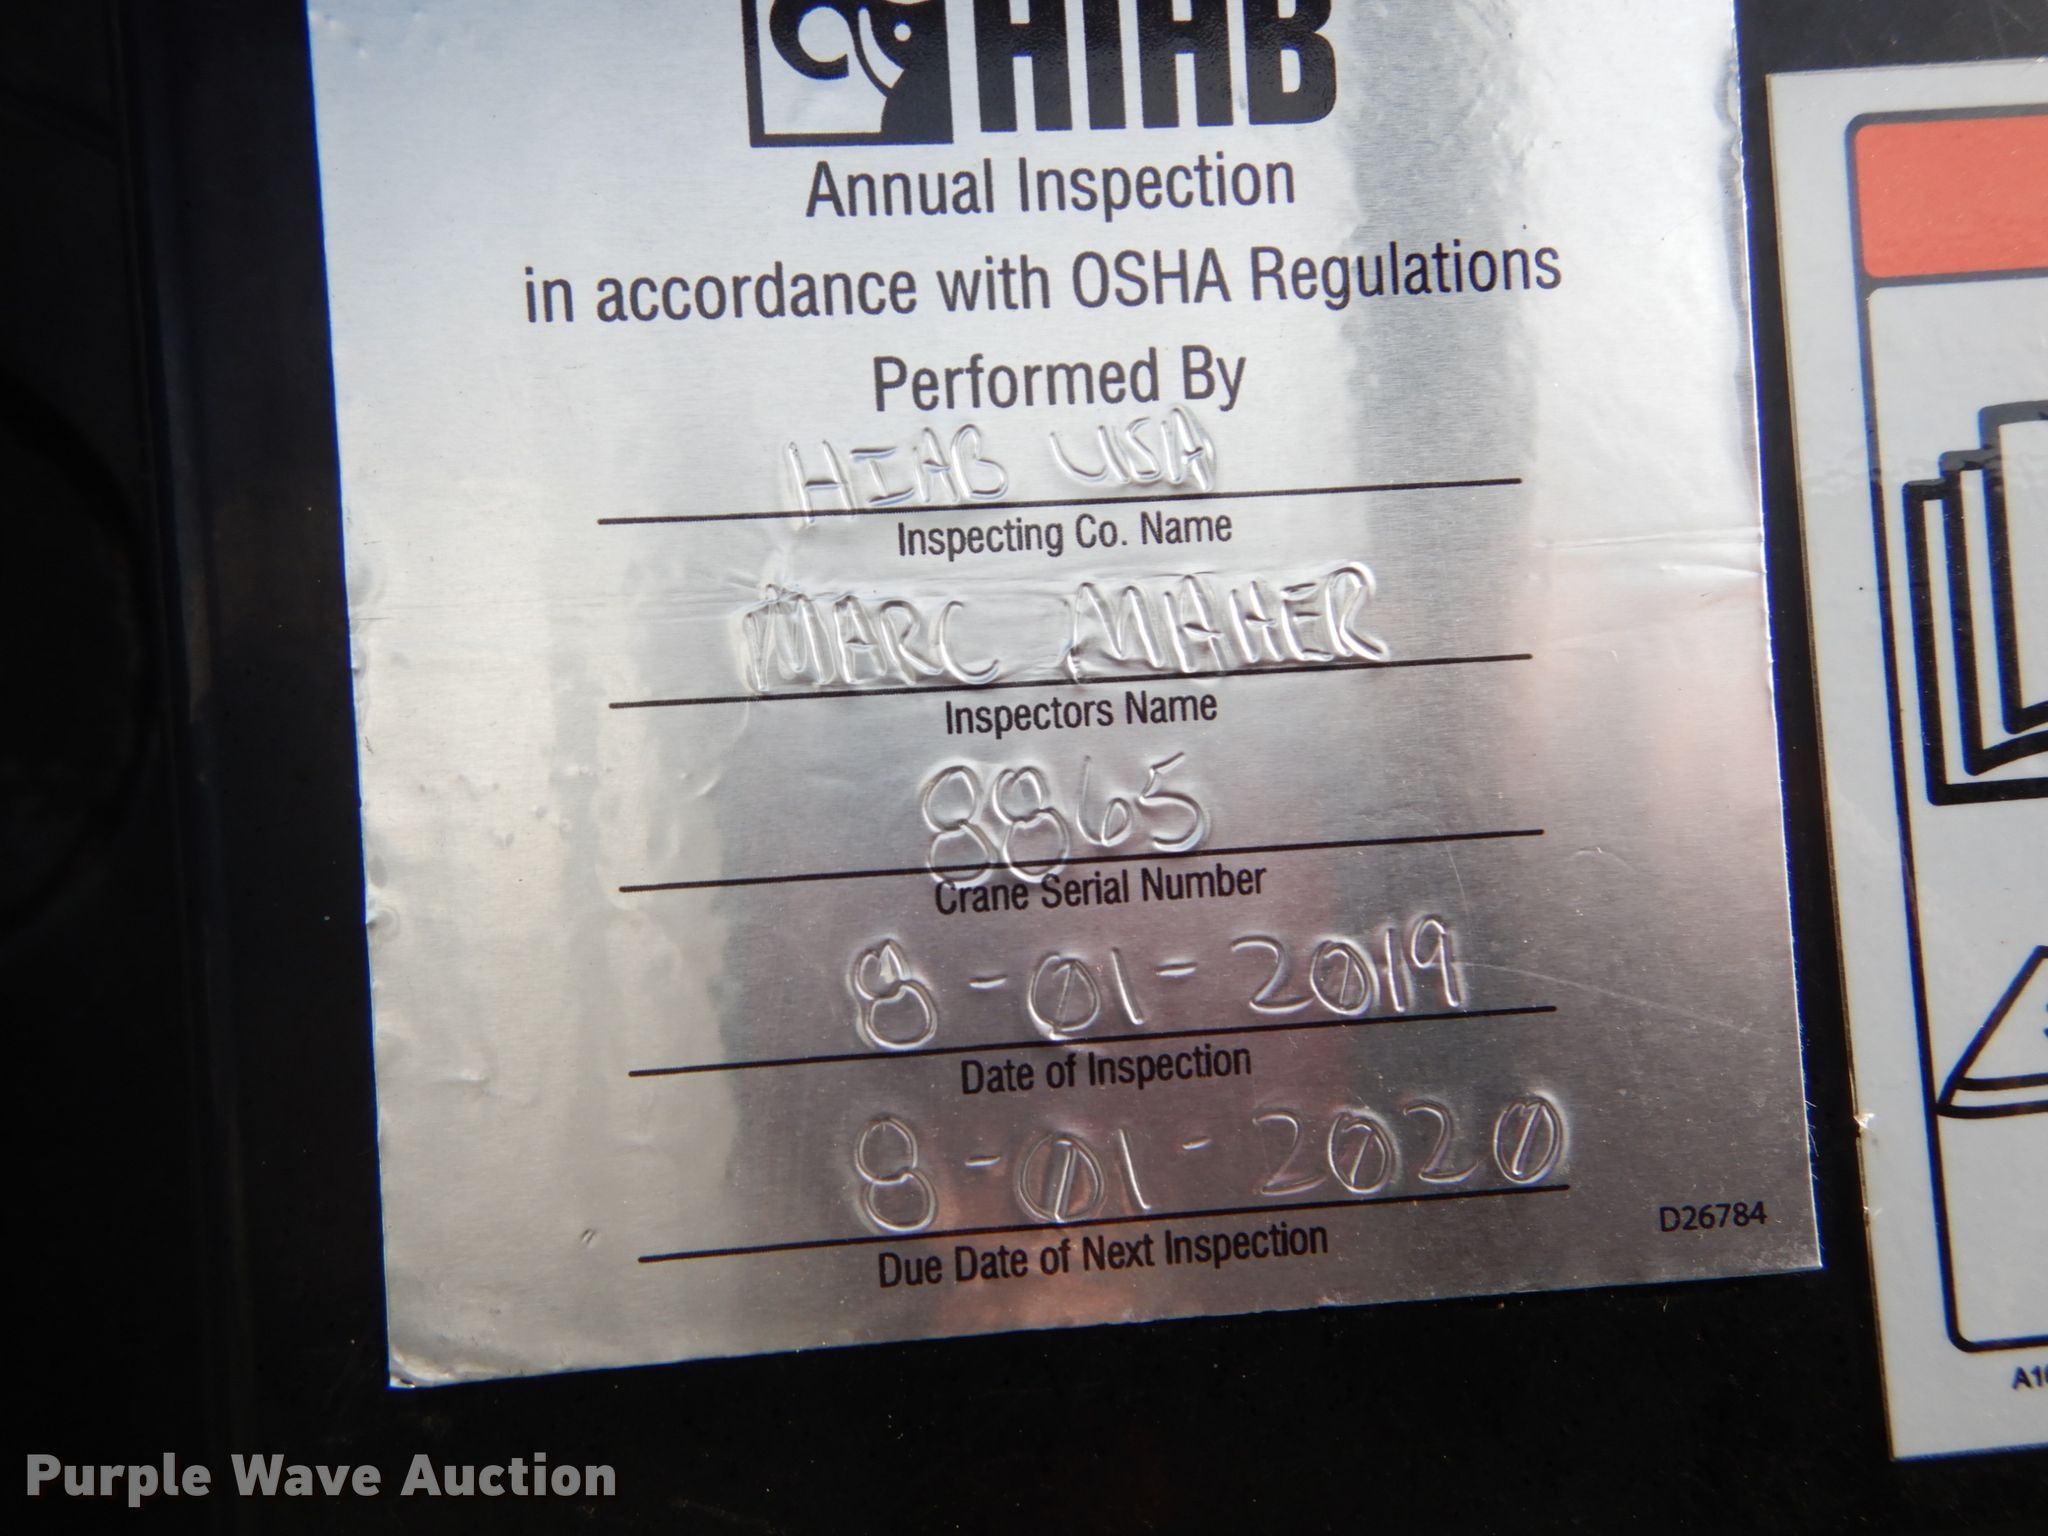 HIAB
Annual Inspection
in accordance with OSHA Regulations
Performed By
HIAB USA
Inspecting Co. Name
MARC MAHER
Inspectors Name
8865
Crane Serial Number
8-01-2019
Date of Inspection
8-01-2020
Due Date of Next Inspection
D26784
Purple Wave Auction